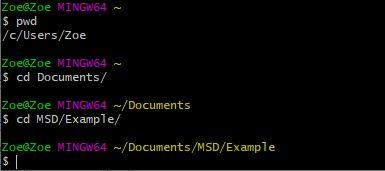 Zoe@Zoe MINGW64 ~
$ pwd
/c/Users/Zoe
Zoe@Zoe MINGW64 ~
$ cd Documents/
Zoe@Zoe MINGW64 ~/Documents
$ cd MSD/Example/
Zoe@Zoe MINGW64 ~/Documents/MSD/Example
$